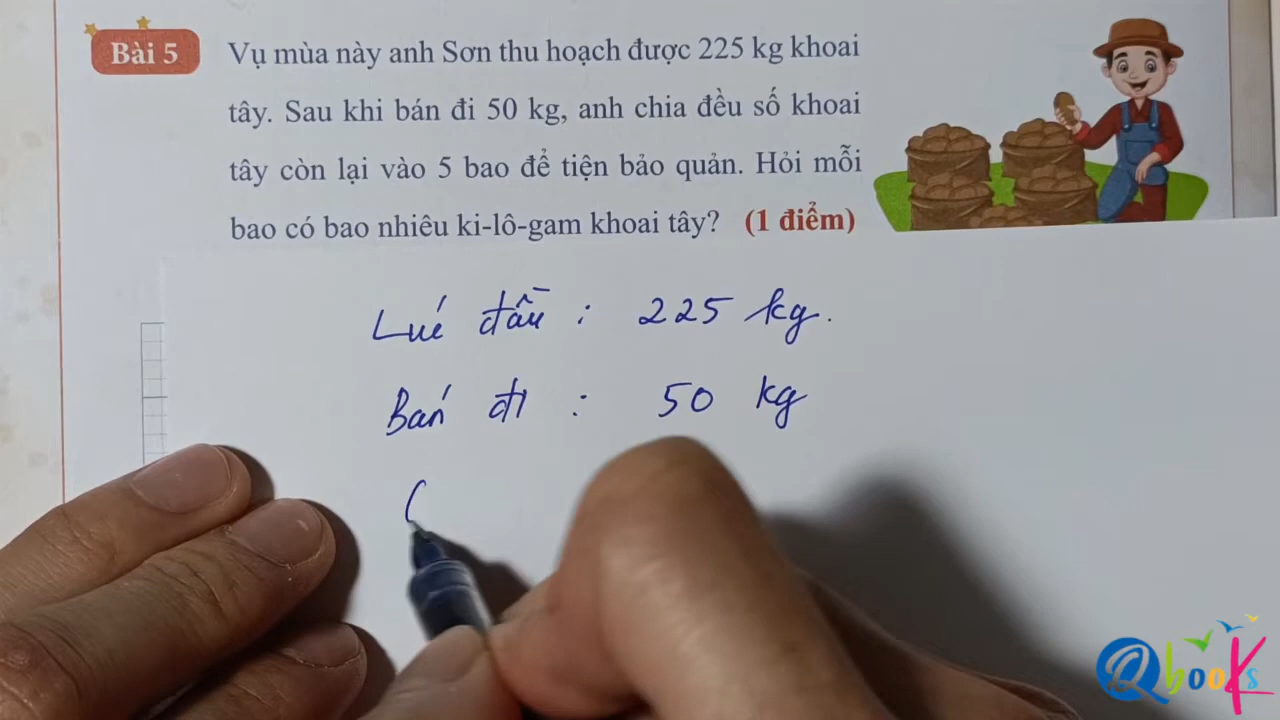 Bài 5
Vụ mùa này anh Sơn thu hoạch được 225 kg khoai
tây. Sau khi bán đi 50 kg, anh chia đều số khoai
tây còn lại vào 5 bao để tiện bảo quản. Hỏi mỗi
bao có bao nhiêu ki-lô-gam khoai tây? (1 điểm)
Lúc đầu : 225 kg.
Bán đi : 50 kg
Qbooks